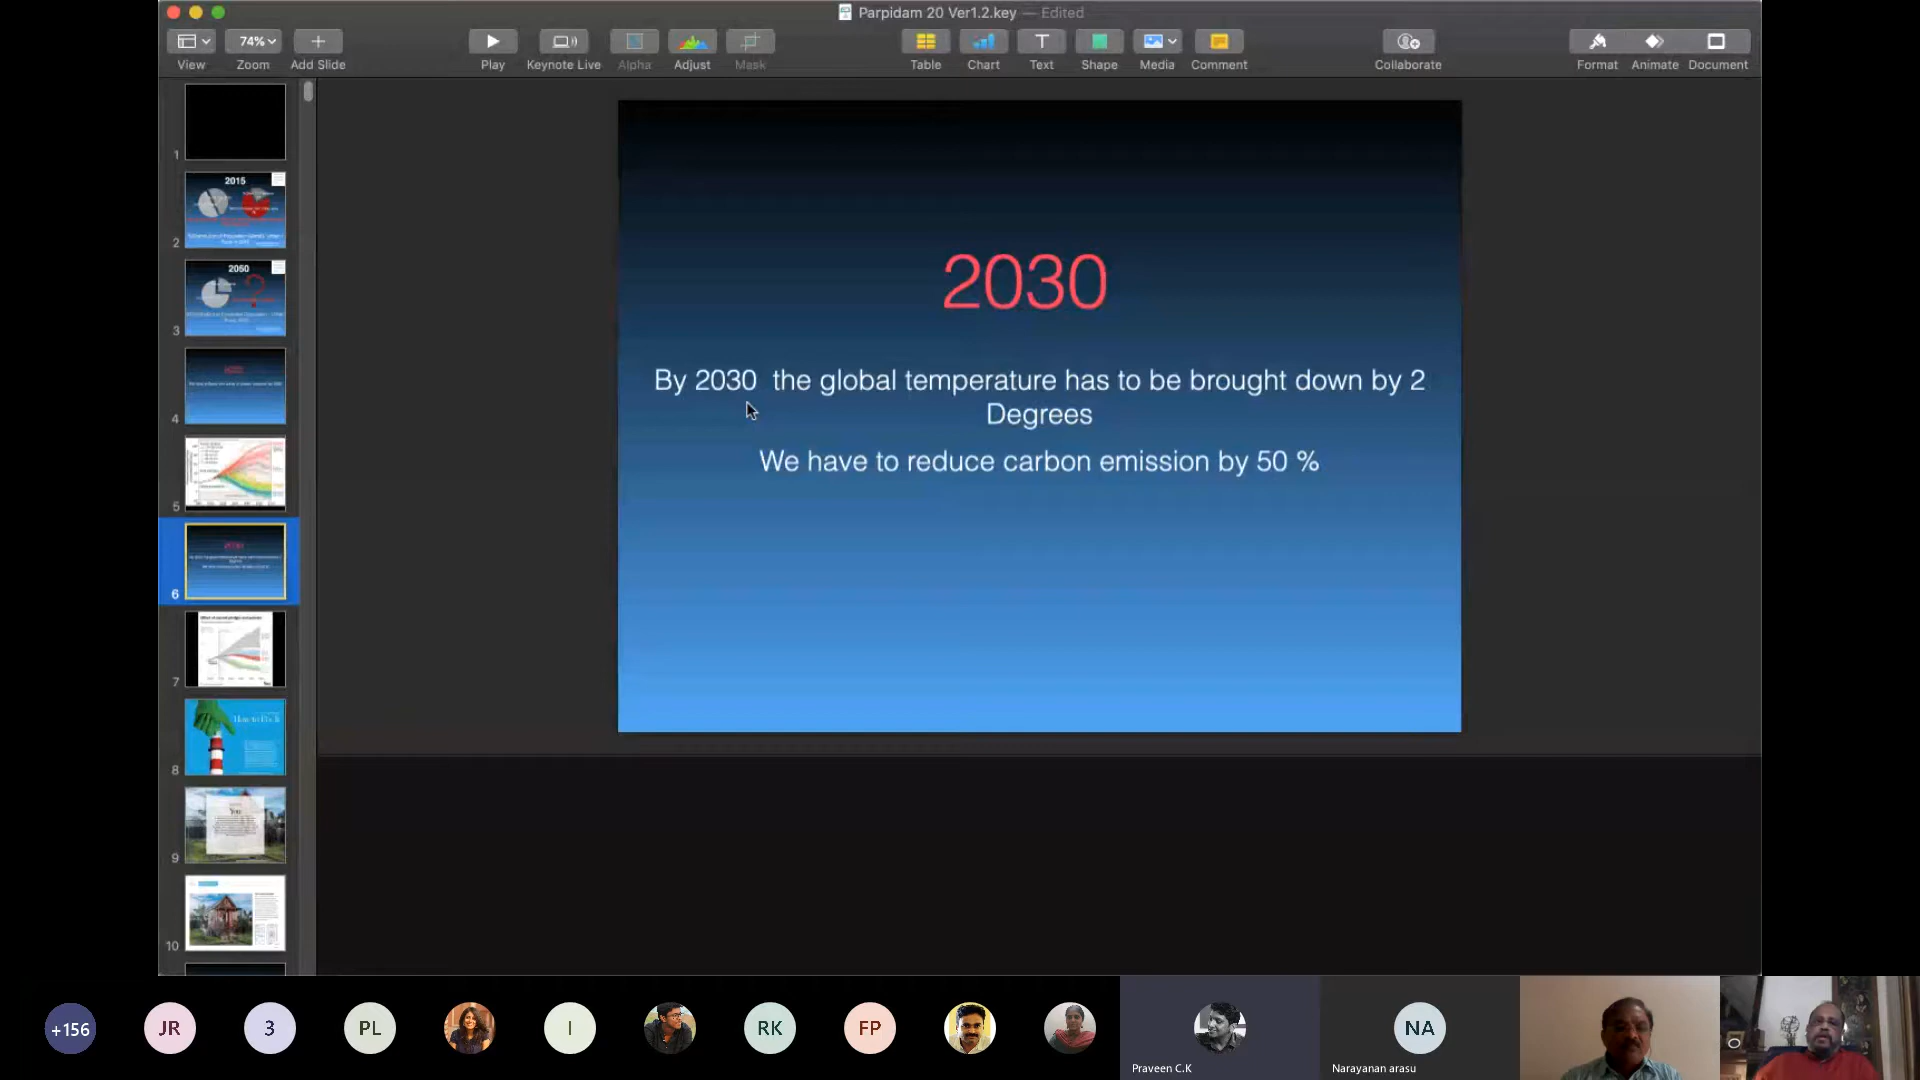 Parpidam 20 Ver1.2.key — Edited
74%
View
Zoom
Add Slide
Play
Keynote Live
Alpha
Adjust
Mask
Table
Chart
Text
Shape
Media
Comment
Collaborate
Format
Animate
Document
1
2015
2
2050
3
4
5
2030
6
7
8
You
9
10
2030
By 2030 the global temperature has to be brought down by 2
Degrees
We have to reduce carbon emission by 50 %
+156
JR
3
PL
I
RK
FP
Praveen C.K
NA
Narayanan arasu